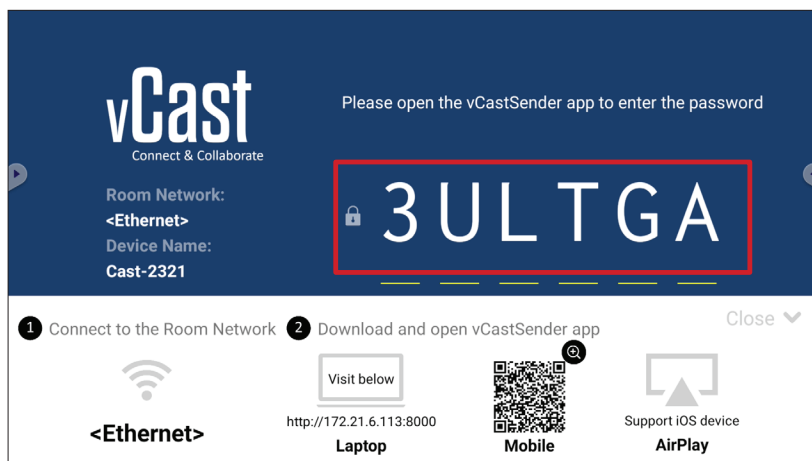 vCast
Connect & Collaborate
Please open the vCastSender app to enter the password
Room Network:
<Ethernet>
Device Name:
Cast-2321
3ULTGA
1 Connect to the Room Network
2 Download and open vCastSender app
Close
<Ethernet>
Visit below
http://172.21.6.113:8000
Laptop
Mobile
Support iOS device
AirPlay